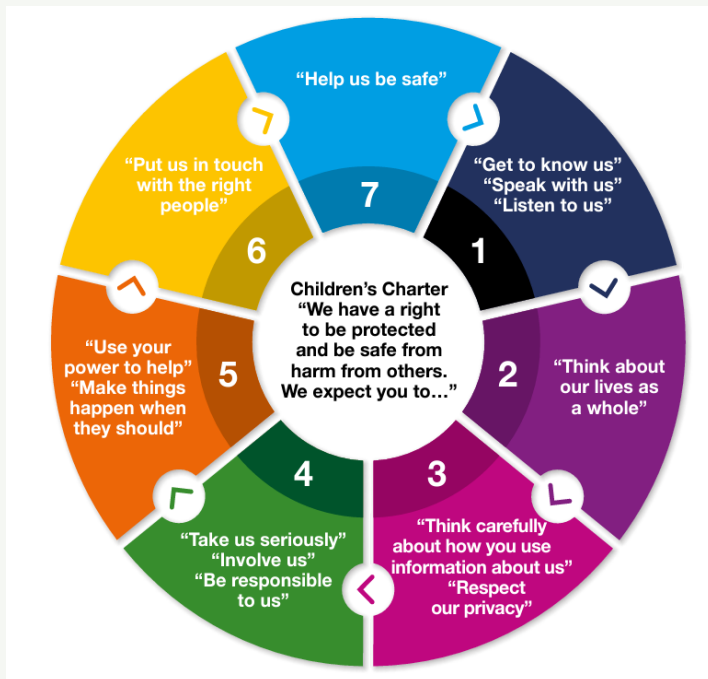 Children's Charter
“We have a right
to be protected
and be safe from
harm from others.
We expect you to...”
1
“Get to know us”
“Speak with us”
“Listen to us”
2
“Think about
our lives as
a whole”
3
“Think carefully
about how you use
information about us”
“Respect
our privacy”
4
“Take us seriously”
“Involve us”
“Be responsible
to us”
5
“Use your
power to help”
“Make things
happen when
they should”
6
“Put us in touch
with the right
people”
7
“Help us be safe”